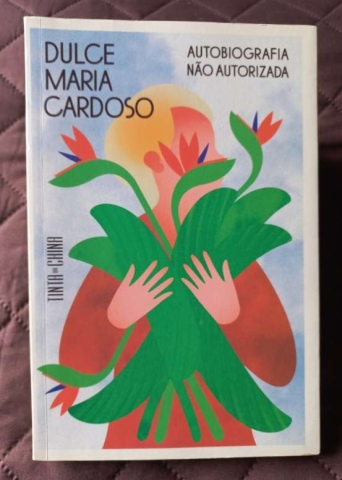 DULCE
MARIA
CARDOSO
AUTOBIOGRAFIA
NÃO AUTORIZADA
TINTA DA CHINA